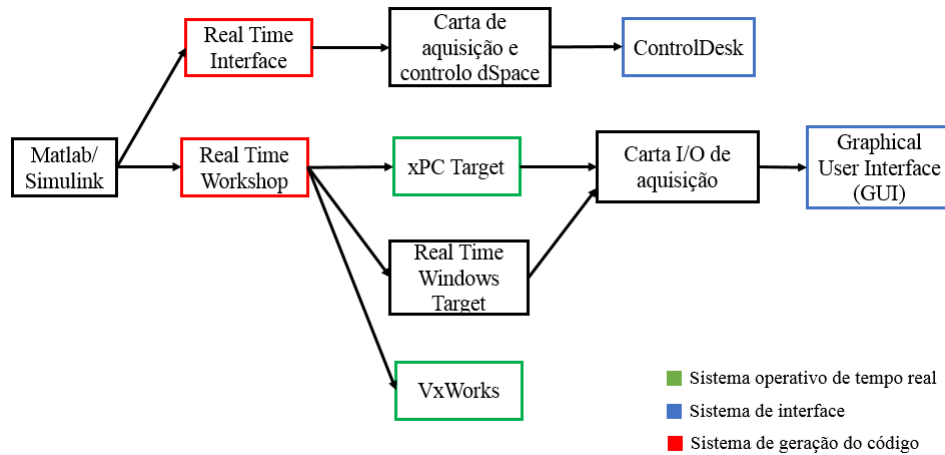 Real Time
Interface
Carta de
aquisição e
controlo dSpace
ControlDesk
Matlab/
Simulink
Real Time
Workshop
xPC Target
Carta I/O de
aquisição
Graphical
User Interface
(GUI)
Real Time
Windows
Target
VxWorks
Sistema operativo de tempo real
Sistema de interface
Sistema de geração do código